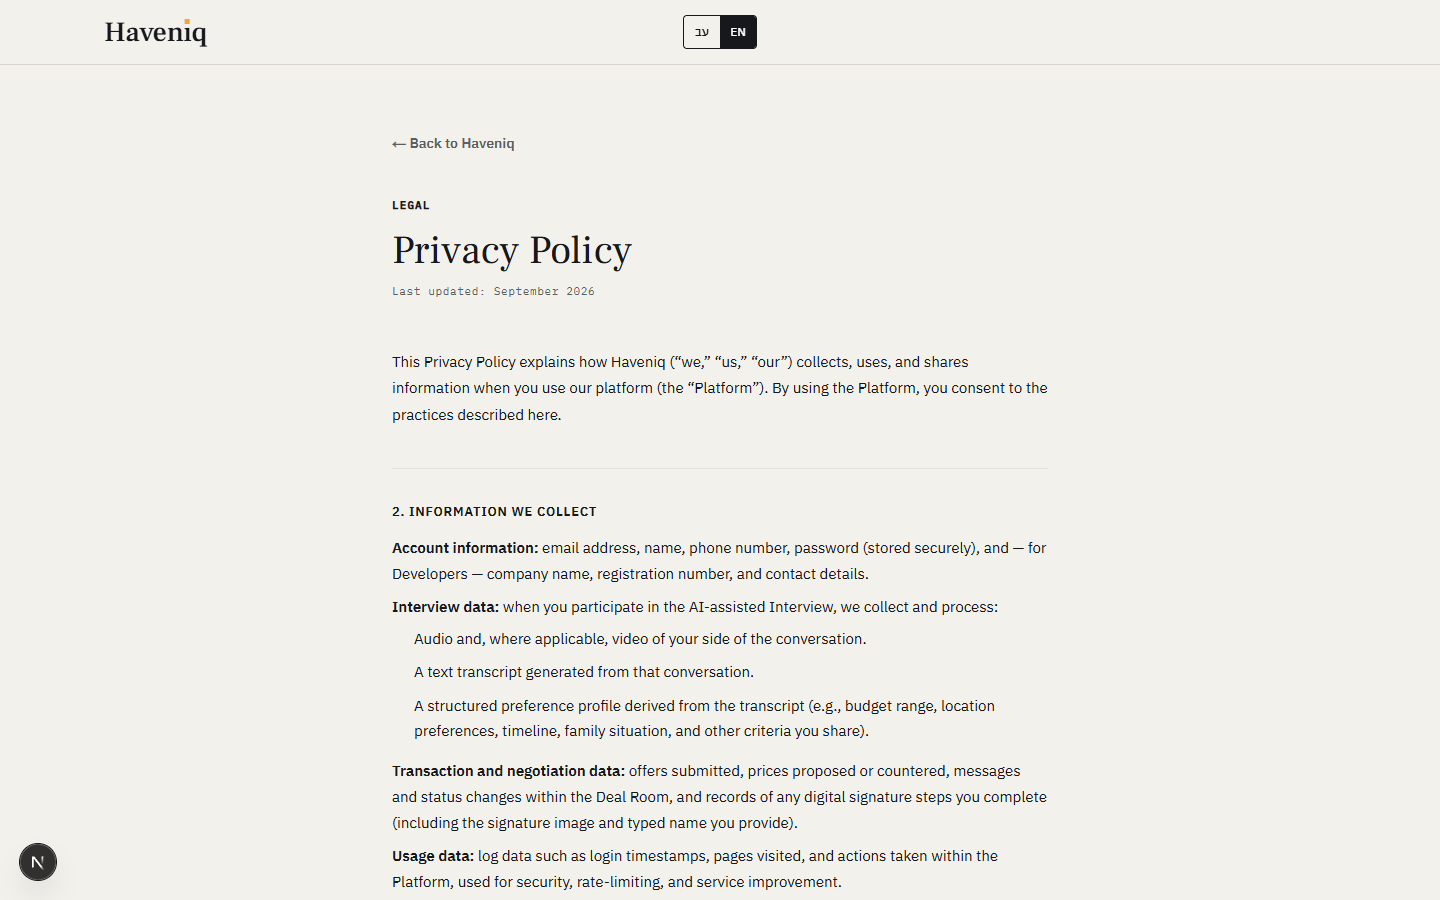 Haveniq
עב EN
← Back to Haveniq
LEGAL
Privacy Policy
Last updated: September 2026
This Privacy Policy explains how Haveniq (“we,” “us,” “our”) collects, uses, and shares
information when you use our platform (the “Platform”). By using the Platform, you consent to the
practices described here.
2. INFORMATION WE COLLECT
Account information: email address, name, phone number, password (stored securely), and — for
Developers — company name, registration number, and contact details.
Interview data: when you participate in the AI-assisted Interview, we collect and process:
Audio and, where applicable, video of your side of the conversation.
A text transcript generated from that conversation.
A structured preference profile derived from the transcript (e.g., budget range, location
preferences, timeline, family situation, and other criteria you share).
Transaction and negotiation data: offers submitted, prices proposed or countered, messages
and status changes within the Deal Room, and records of any digital signature steps you complete
(including the signature image and typed name you provide).
Usage data: log data such as login timestamps, pages visited, and actions taken within the
Platform, used for security, rate-limiting, and service improvement.
N